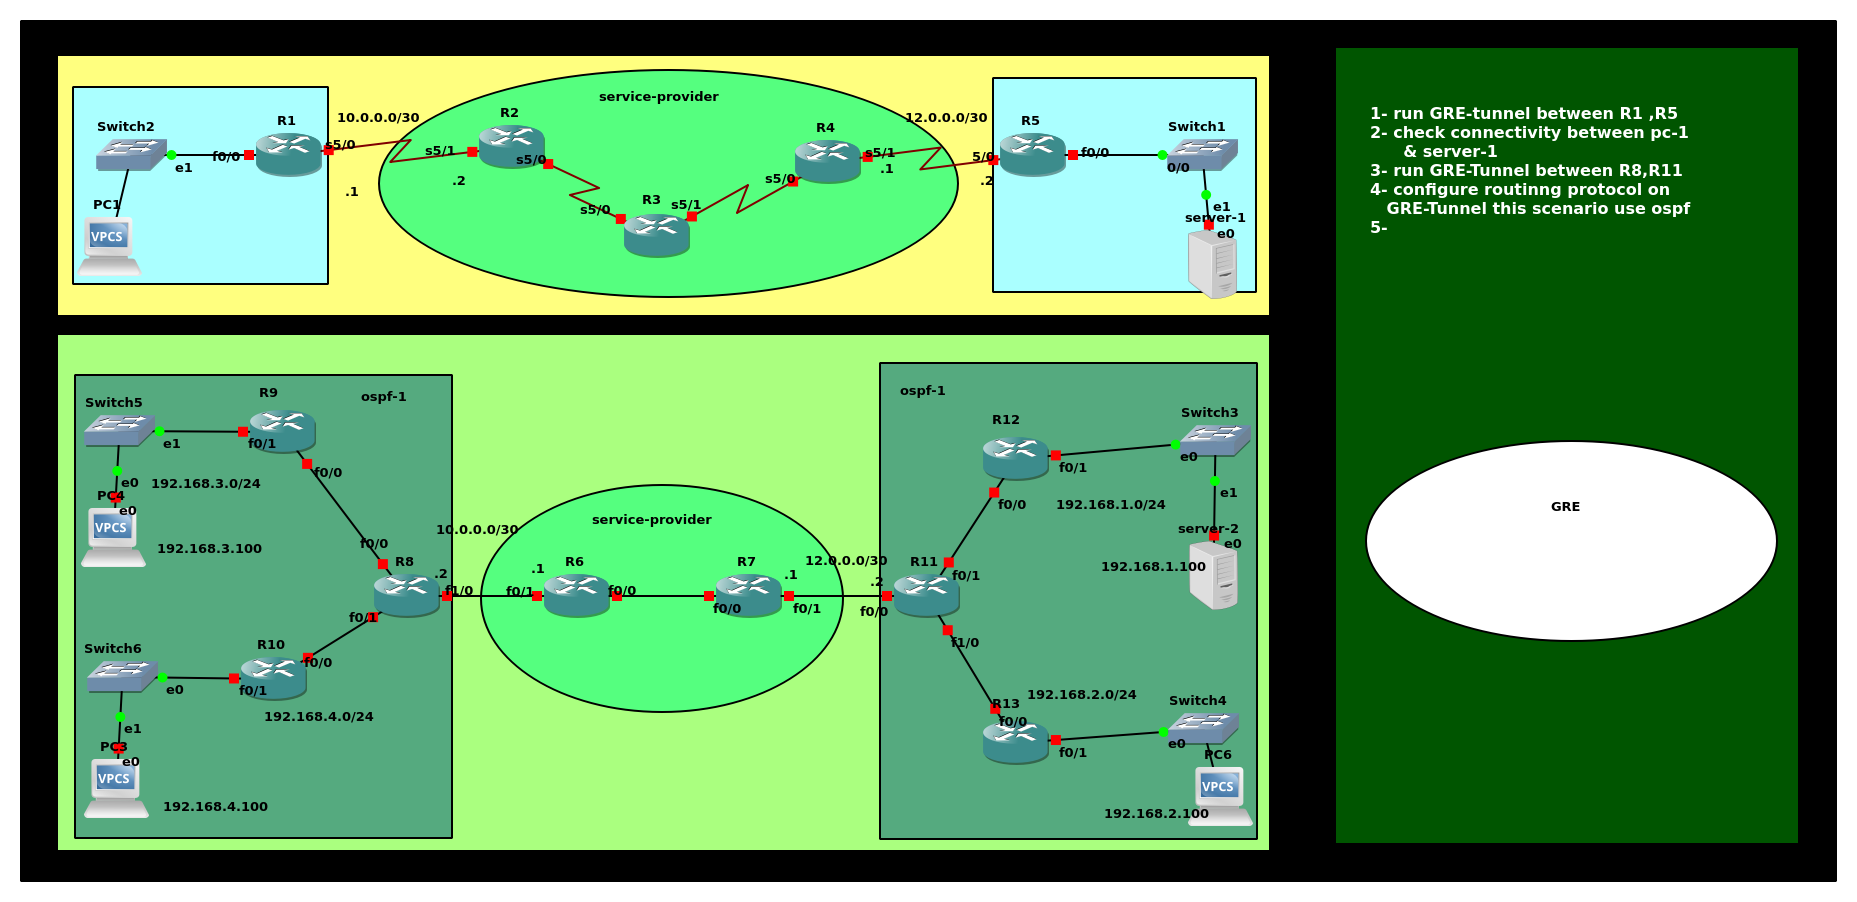 service-provider
R1
10.0.0.0/30
R2
12.0.0.0/30
R5
Switch2
R4
Switch1
s5/0
f0/0
e1
s5/1
s5/0
s5/1
.1
5/0
f0/0
0/0
.1
.2
s5/0
.2
PC1
VPCS
s5/0
R3
s5/1
e1
server-1
e0
1- run GRE-tunnel between R1 ,R5
2- check connectivity between pc-1
& server-1
3- run GRE-Tunnel between R8,R11
4- configure routinng protocol on
GRE-Tunnel this scenario use ospf
5-
R9
ospf-1
Switch5
e1
f0/1
f0/0
e0
192.168.3.0/24
PC4
e0
VPCS
192.168.3.100
f0/0
R8
.2
f1/0
f0/1
R10
Switch6
f0/0
e0
f0/1
192.168.4.0/24
e1
PC3
e0
VPCS
192.168.4.100
10.0.0.0/30
service-provider
.1
R6
f0/1
f0/0
R7
.1
f0/0
f0/1
12.0.0.0/30
.2
f0/0
ospf-1
R12
Switch3
f0/1
e0
f0/0
192.168.1.0/24
e1
server-2
e0
192.168.1.100
R11
f0/1
f1/0
192.168.2.0/24
R13
f0/0
Switch4
f0/1
e0
PC6
VPCS
192.168.2.100
GRE